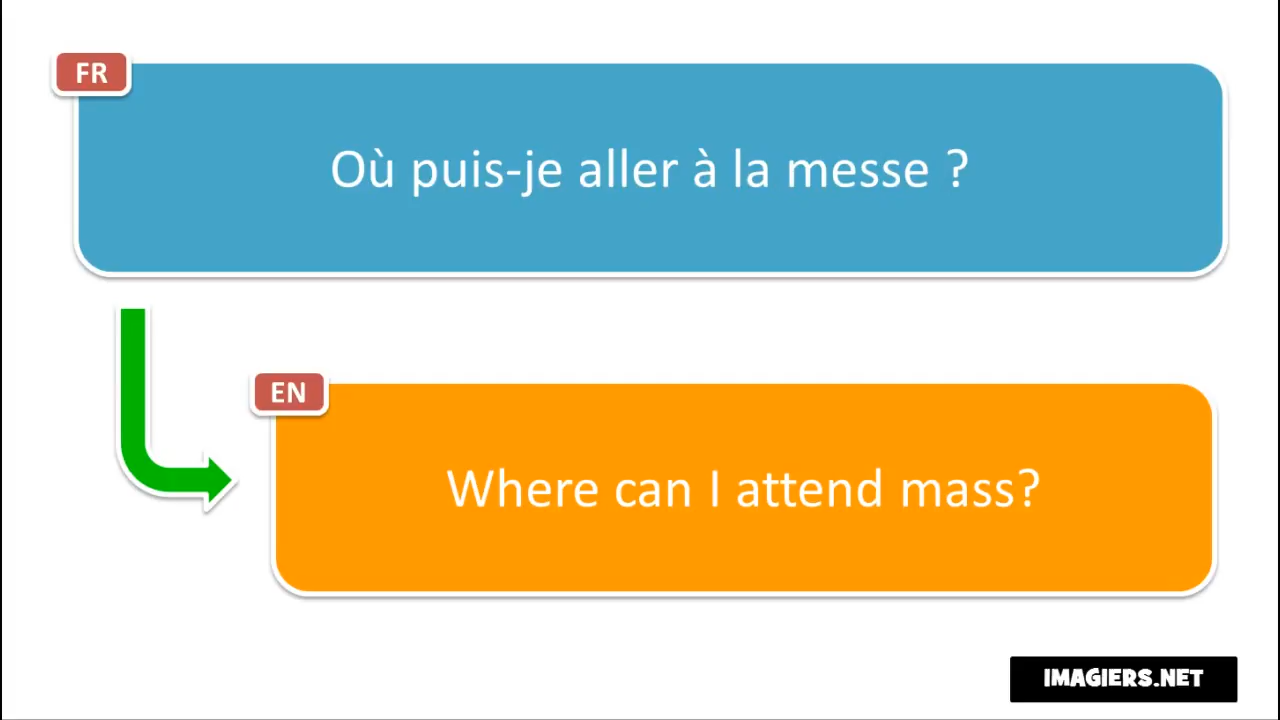 FR
Où puis-je aller à la messe ?
EN
Where can I attend mass?
IMAGIERS.NET